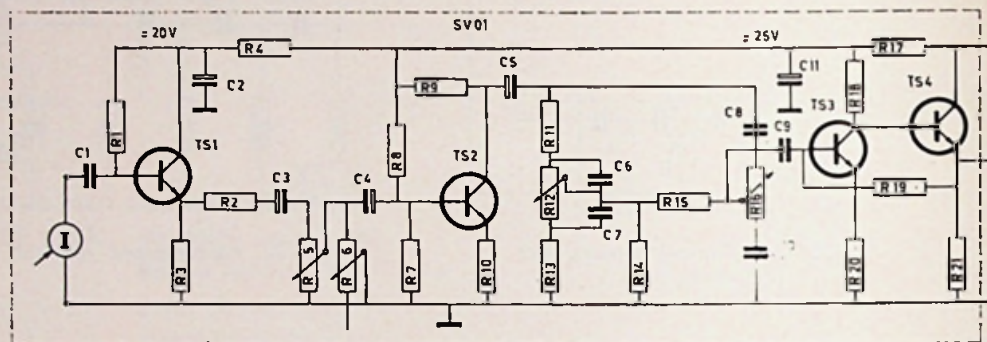 SV01
= 20V
= 25V
R4
R17
C5
C11
TS4
C2
R9
R18
TS3
R1
R11
C8
C9
C1
TS1
R8
TS2
C6
C3
C4
R12
R16
R2
R15
R19
I
C7
R3
R5
R6
R7
R10
R13
R14
R20
R21